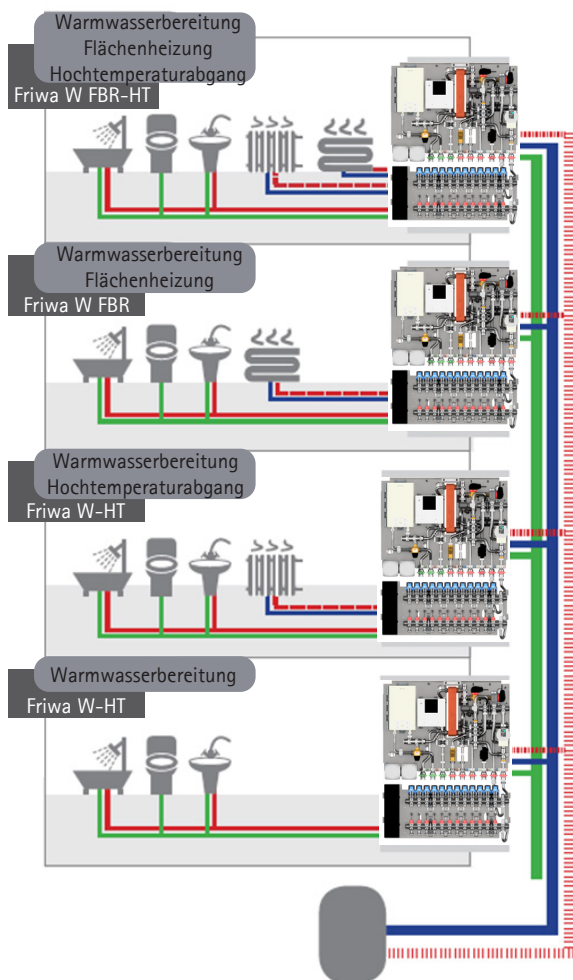 Warmwasserbereitung
Flächenheizung
Hochtemperaturabgang
Friwa W FBR-HT
Warmwasserbereitung
Flächenheizung
Friwa W FBR
Warmwasserbereitung
Hochtemperaturabgang
Friwa W-HT
Warmwasserbereitung
Friwa W-HT